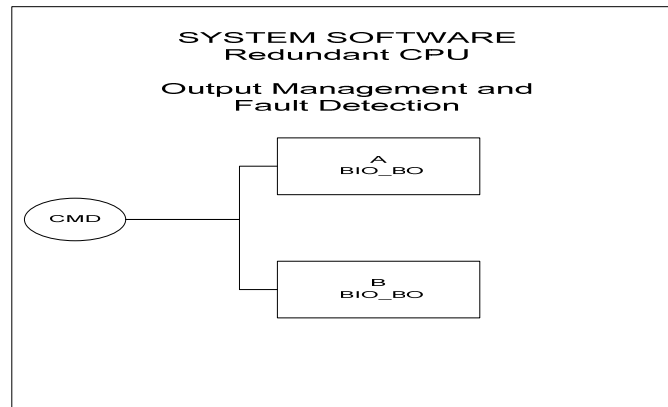 SYSTEM SOFTWARE
Redundant CPU
Output Management and
Fault Detection
A
BIO_BO
CMD
B
BIO_BO